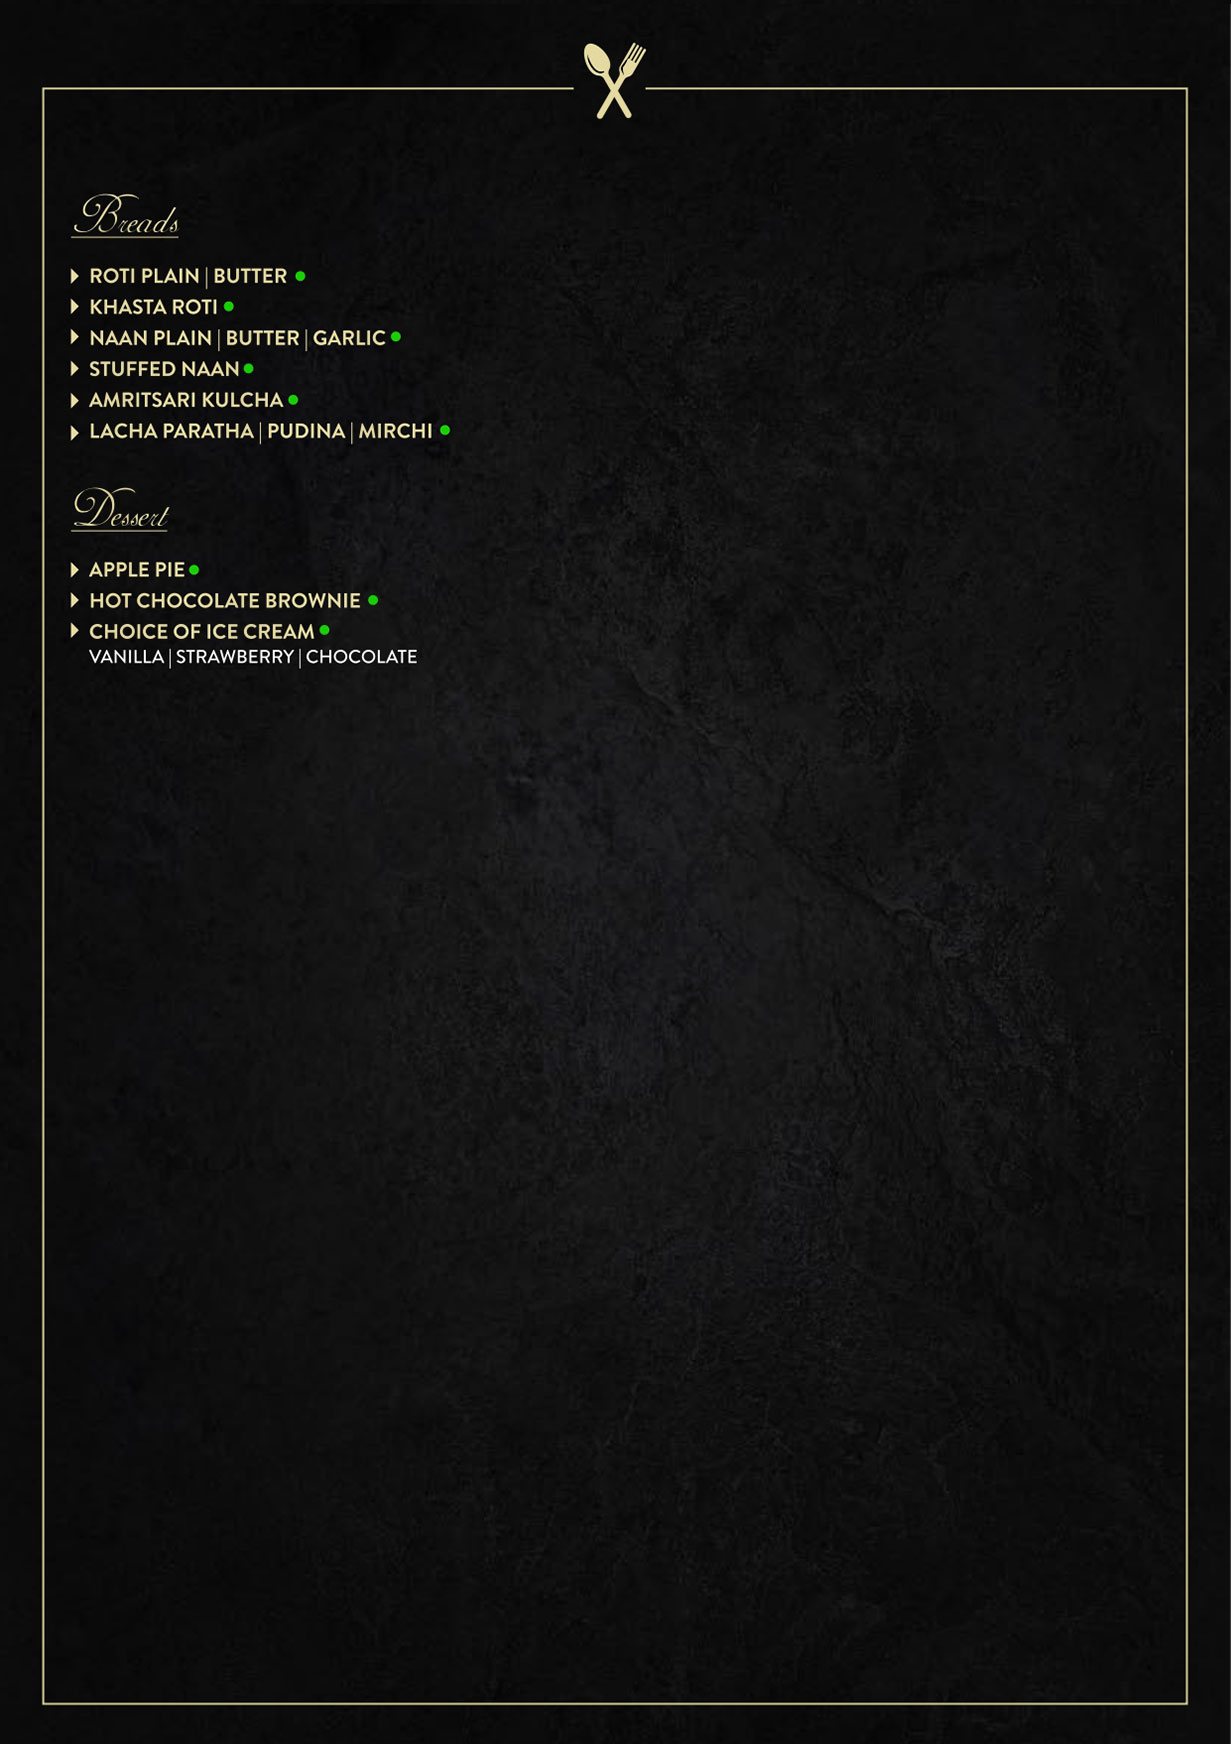 Breads
ROTI PLAIN | BUTTER
KHASTA ROTI
NAAN PLAIN | BUTTER | GARLIC
STUFFED NAAN
AMRITSARI KULCHA
LACHA PARATHA | PUDINA | MIRCHI
Dessert
APPLE PIE
HOT CHOCOLATE BROWNIE
CHOICE OF ICE CREAM
VANILLA | STRAWBERRY | CHOCOLATE